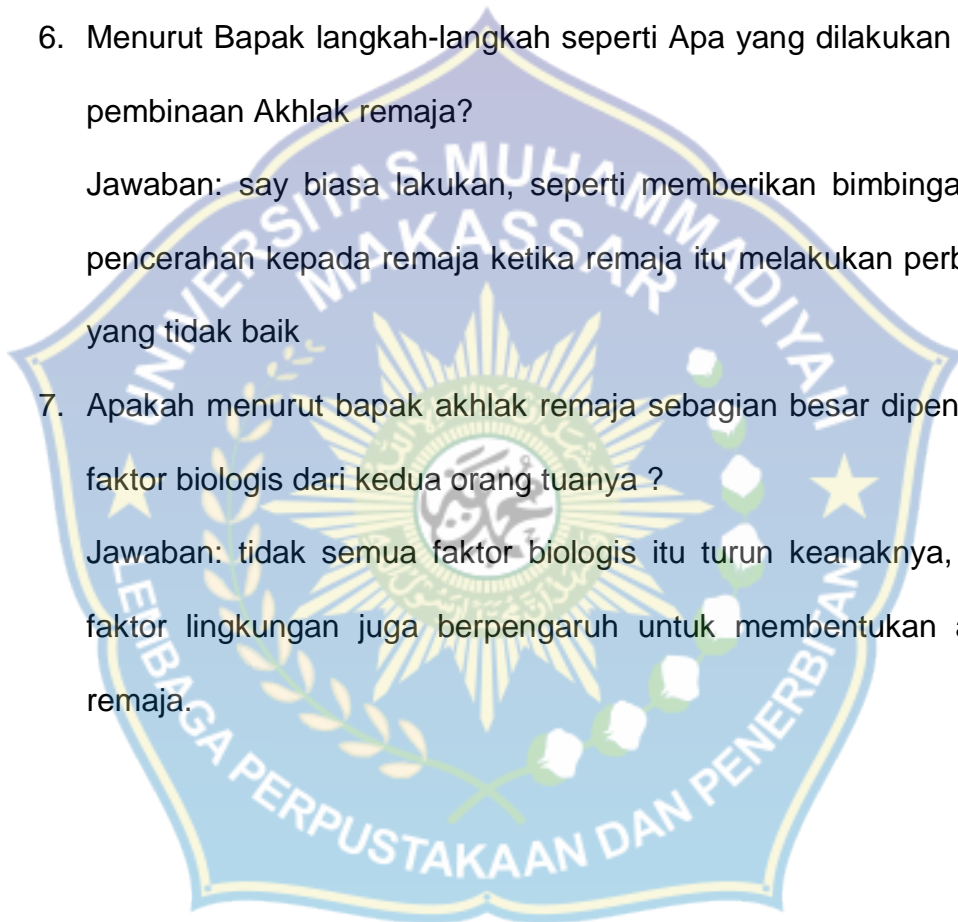 6. Menurut Bapak langkah-langkah seperti Apa yang dilakukan
pembinaan Akhlak remaja?
Jawaban: say biasa lakukan, seperti memberikan
pencerahan kepada remaja ketika remaja itu melakukan
yang tidak baik
7. Apakah menurut bapak akhlak remaja sebagian besar
faktor biologis dari kedua orang tuanya ?
Jawaban: tidak semua faktor biologis itu turun keanaknya,
faktor lingkungan juga berpengaruh untuk membentukan
remaja.
UNIVERSITAS MUHAMMADIYAH
MAKASSAR
LEMBAGA PERPUSTAKAAN DAN PENERBITAN